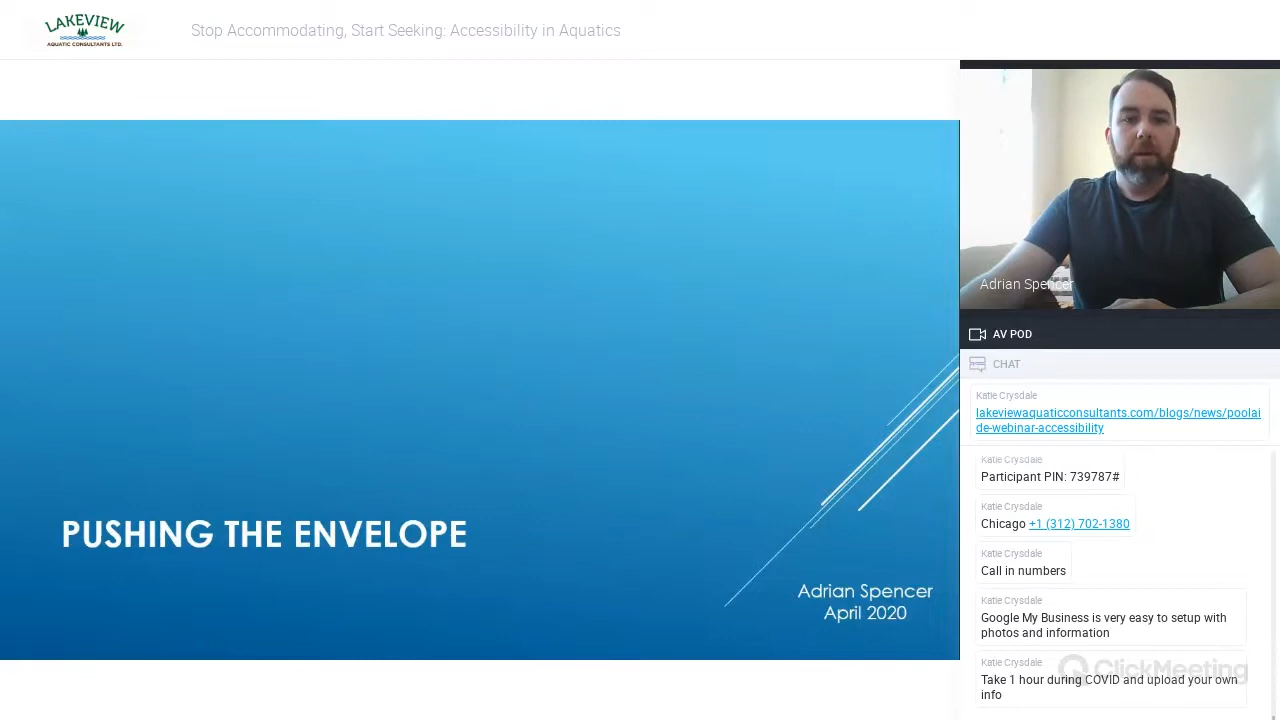 LAKEVIEW
AQUATIC CONSULTANTS LTD.
Stop Accommodating, Start Seeking: Accessibility in Aquatics
PUSHING THE ENVELOPE
Adrian Spencer
April 2020
Adrian Spencer
AV POD
CHAT
Katie Crysdale
lakeviewaquaticconsultants.com/blogs/news/poolai
de-webinar-accessibility
Katie Crysdale
Participant PIN: 739787#
Katie Crysdale
Chicago +1 (312) 702-1380
Katie Crysdale
Call in numbers
Katie Crysdale
Google My Business is very easy to setup with
photos and information
Katie Crysdale
ClickMeeting
Take 1 hour during COVID and upload your own
info